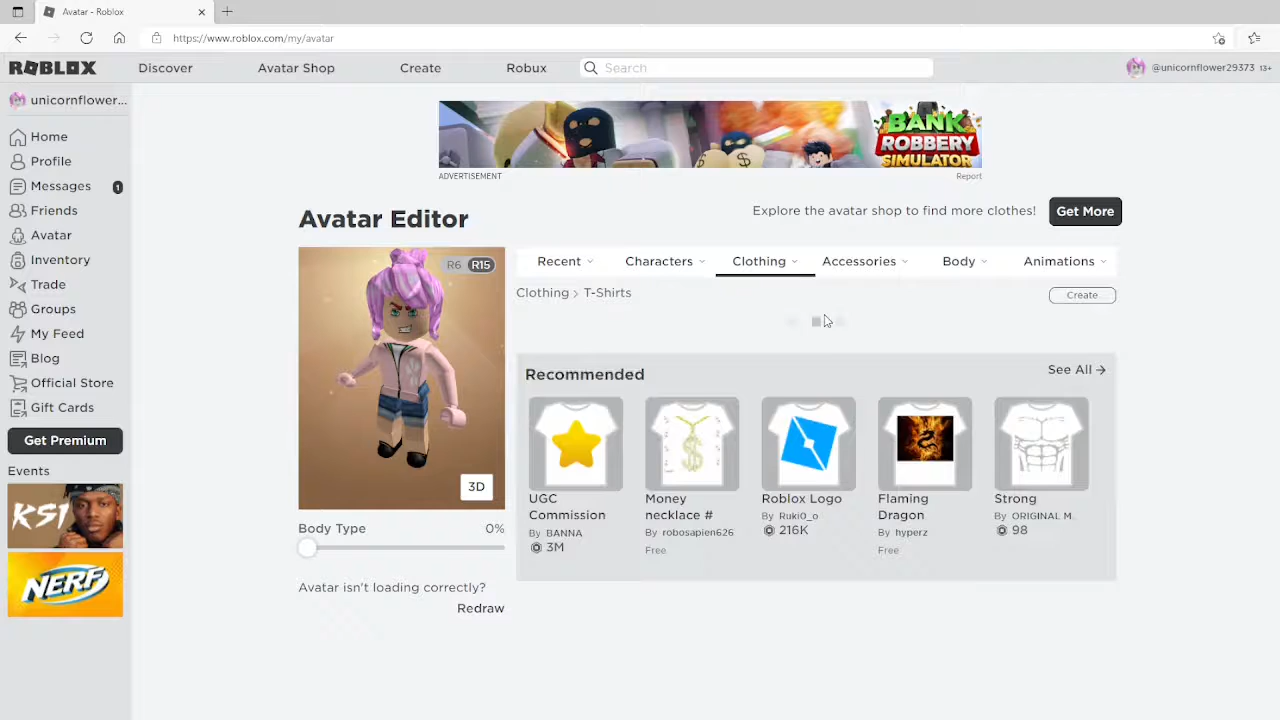 Avatar - Roblox
https://www.roblox.com/my/avatar
ROBLOX
Discover
Avatar Shop
Create
Robux
Search
@unicornflower29373 13+
unicornflower...
Home
Profile
Messages 1
Friends
Avatar
Inventory
Trade
Groups
My Feed
Blog
Official Store
Gift Cards
Get Premium
Events
KSI
NERF
BANK
ROBBERY
SIMULATOR
ADVERTISEMENT
Report
Avatar Editor
Explore the avatar shop to find more clothes!
Get More
R6 R15
3D
Body Type 0%
Avatar isn't loading correctly?
Redraw
Recent
Characters
Clothing
Accessories
Body
Animations
Clothing > T-Shirts
Create
Recommended
See All →
UGC
Commission
By BANNA
3M
Money
necklace #
By robosapien626
Free
Roblox Logo
By Ruki0_o
216K
Flaming
Dragon
By hyperz
Free
Strong
By ORIGINAL M.
98